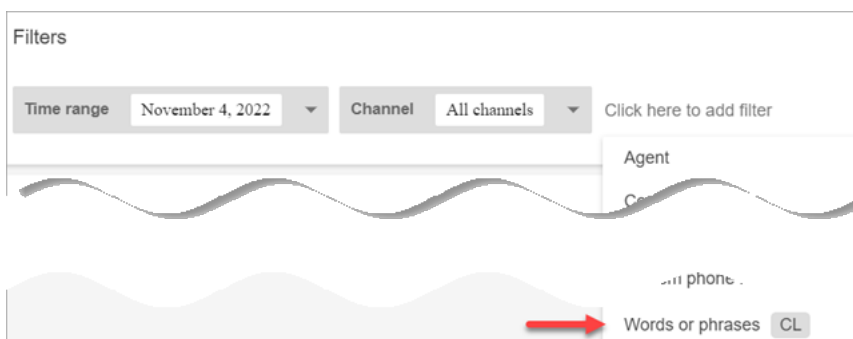 Filters
Time range November 4, 2022 Channel All channels Click here to add filter
Agent
phone
Words or phrases CL